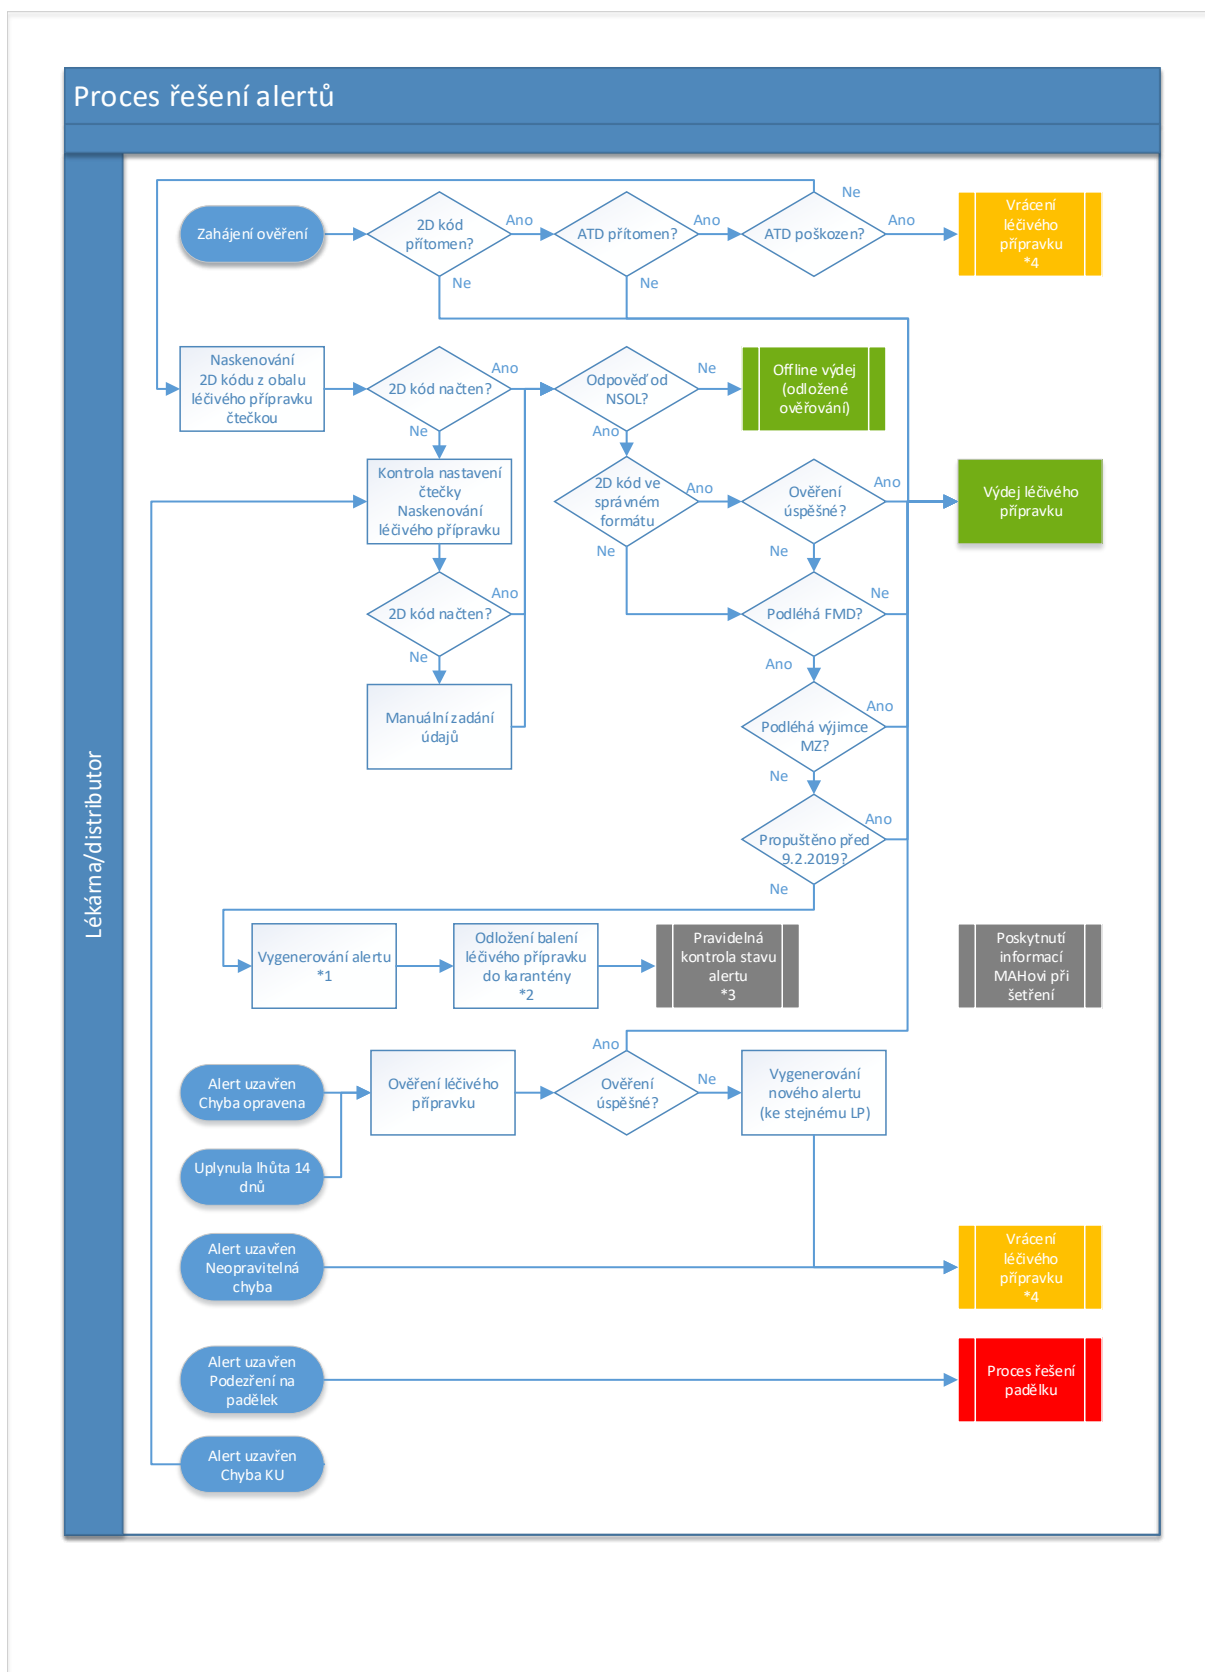 Proces řešení alertů
Lékárna/distributor
Zahájení ověření
2D kód
přítomen?
Ano
Ne
ATD přítomen?
Ano
Ne
ATD poškozen?
Ne
Ano
Vrácení
léčivého
přípravku
*4
Naskenování
2D kódu z obalu
léčivého přípravku
čtečkou
2D kód načten?
Ano
Ne
Odpověď od
NSOL?
Ne
Ano
Offline výdej
(odložené
ověřování)
Kontrola nastavení
čtečky
Naskenování
léčivého přípravku
2D kód ve
správném
formátu
Ano
Ne
Ověření
úspěšné?
Ano
Ne
Výdej léčivého
přípravku
2D kód načten?
Ano
Ne
Podléhá FMD?
Ne
Ano
Manuální zadání
údajů
Podléhá výjimce
MZ?
Ano
Ne
Propuštěno před
9.2.2019?
Ano
Ne
Vygenerování alertu
*1
Odložení balení
léčivého přípravku
do karantény
*2
Pravidelná
kontrola stavu
alertu
*3
Poskytnutí
informací
MAHovi při
šetření
Alert uzavřen
Chyba opravena
Ověření léčivého
přípravku
Ano
Ověření
úspěšné?
Ne
Vygenerování
nového alertu
(ke stejnému LP)
Uplynula lhůta 14
dnů
Alert uzavřen
Neopravitelná
chyba
Vrácení
léčivého
přípravku
*4
Alert uzavřen
Podezření na
padělek
Proces řešení
padělku
Alert uzavřen
Chyba KU